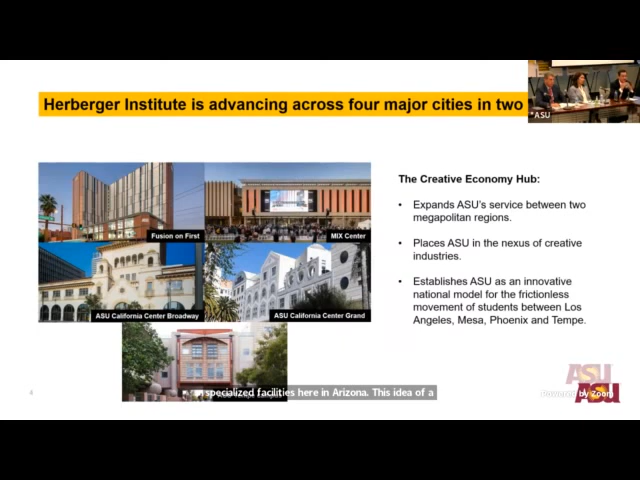 Herberger Institute is advancing across four major cities in two
ASU
The Creative Economy Hub:
• Expands ASU's service between two
megapolitan regions.
• Places ASU in the nexus of creative
industries.
• Establishes ASU as an innovative
national model for the frictionless
movement of students between Los
Angeles, Mesa, Phoenix and Tempe.
Fusion on First
MIX Center
ASU California Center Broadway
ASU California Center Grand
specialized facilities here in Arizona. This idea of a
4
ASU
Powered by Zoom
ASU